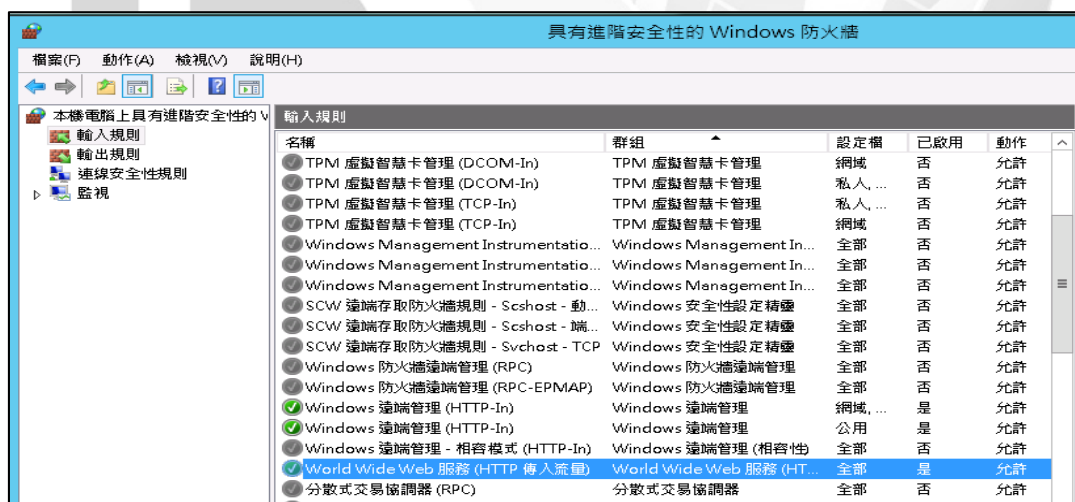 具有進階安全性的 Windows 防火牆
檔案(F) 動作(A) 檢視(V) 說明(H)
本機電腦上具有進階安全性的 W
輸入規則
輸出規則
連線安全性規則
監視
輸入規則
名稱 群組 設定檔 已啟用 動作
TPM 虛擬智慧卡管理 (DCOM-In) TPM 虛擬智慧卡管理 網域 否 允許
TPM 虛擬智慧卡管理 (DCOM-In) TPM 虛擬智慧卡管理 私人, ... 否 允許
TPM 虛擬智慧卡管理 (TCP-In) TPM 虛擬智慧卡管理 私人, ... 否 允許
TPM 虛擬智慧卡管理 (TCP-In) TPM 虛擬智慧卡管理 網域 否 允許
Windows Management Instrumentatio... Windows Management In... 全部 否 允許
Windows Management Instrumentatio... Windows Management In... 全部 否 允許
Windows Management Instrumentatio... Windows Management In... 全部 否 允許
SCW 遠端存取防火牆規則 - Scshost - 動... Windows 安全性設定精靈 全部 否 允許
SCW 遠端存取防火牆規則 - Scshost - 端... Windows 安全性設定精靈 全部 否 允許
SCW 遠端存取防火牆規則 - Svchost - TCP Windows 安全性設定精靈 全部 否 允許
Windows 防火牆遠端管理 (RPC) Windows 防火牆遠端管理 全部 否 允許
Windows 防火牆遠端管理 (RPC-EPMAP) Windows 防火牆遠端管理 全部 否 允許
Windows 遠端管理 (HTTP-In) Windows 遠端管理 網域, ... 是 允許
Windows 遠端管理 (HTTP-In) Windows 遠端管理 公用 是 允許
Windows 遠端管理 - 相容模式 (HTTP-In) Windows 遠端管理 (相容性) 全部 否 允許
World Wide Web 服務 (HTTP 傳入流量) World Wide Web 服務 (HT... 全部 是 允許
分散式交易協調器 (RPC) 分散式交易協調器 全部 否 允許